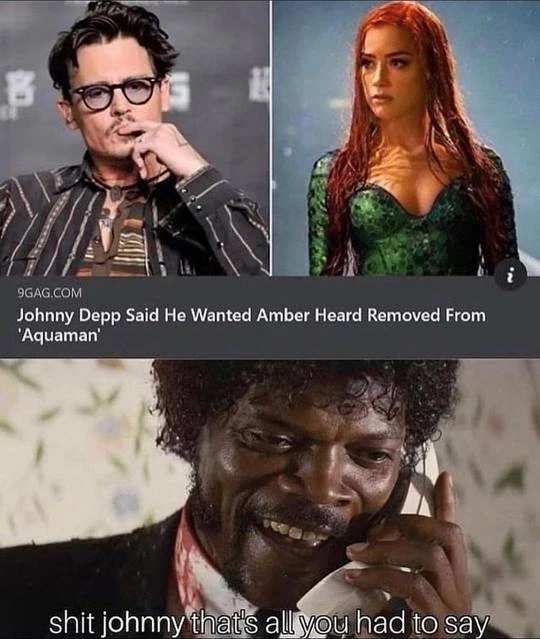 客
9GAG.COM
Johnny Depp Said He Wanted Amber Heard Removed From
'Aquaman'
i
shit johnny that's all you had to say